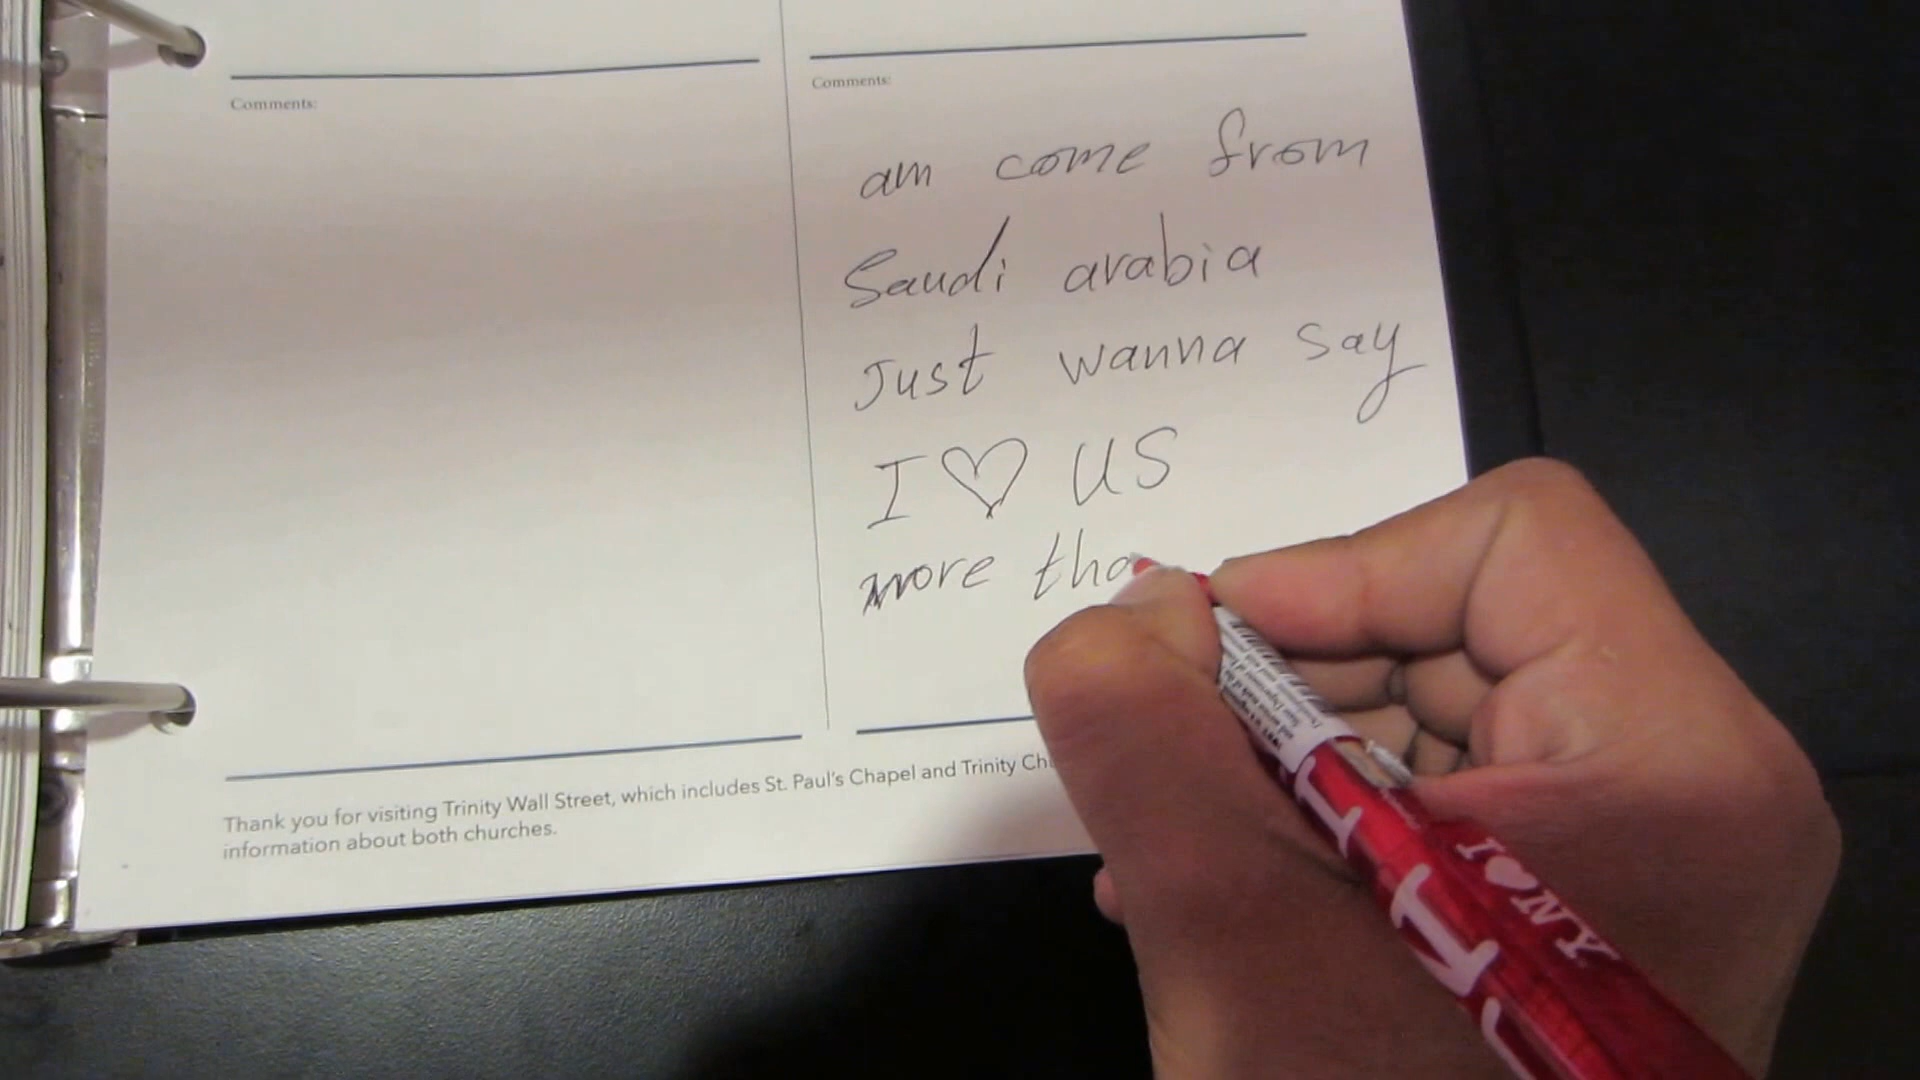 Comments:
Comments:
am come from
Saudi arabia
Just wanna say
I ♡ US
more tha
Thank you for visiting Trinity Wall Street, which includes St. Paul's Chapel and Trinity Ch
information about both churches.
I ♥ NY